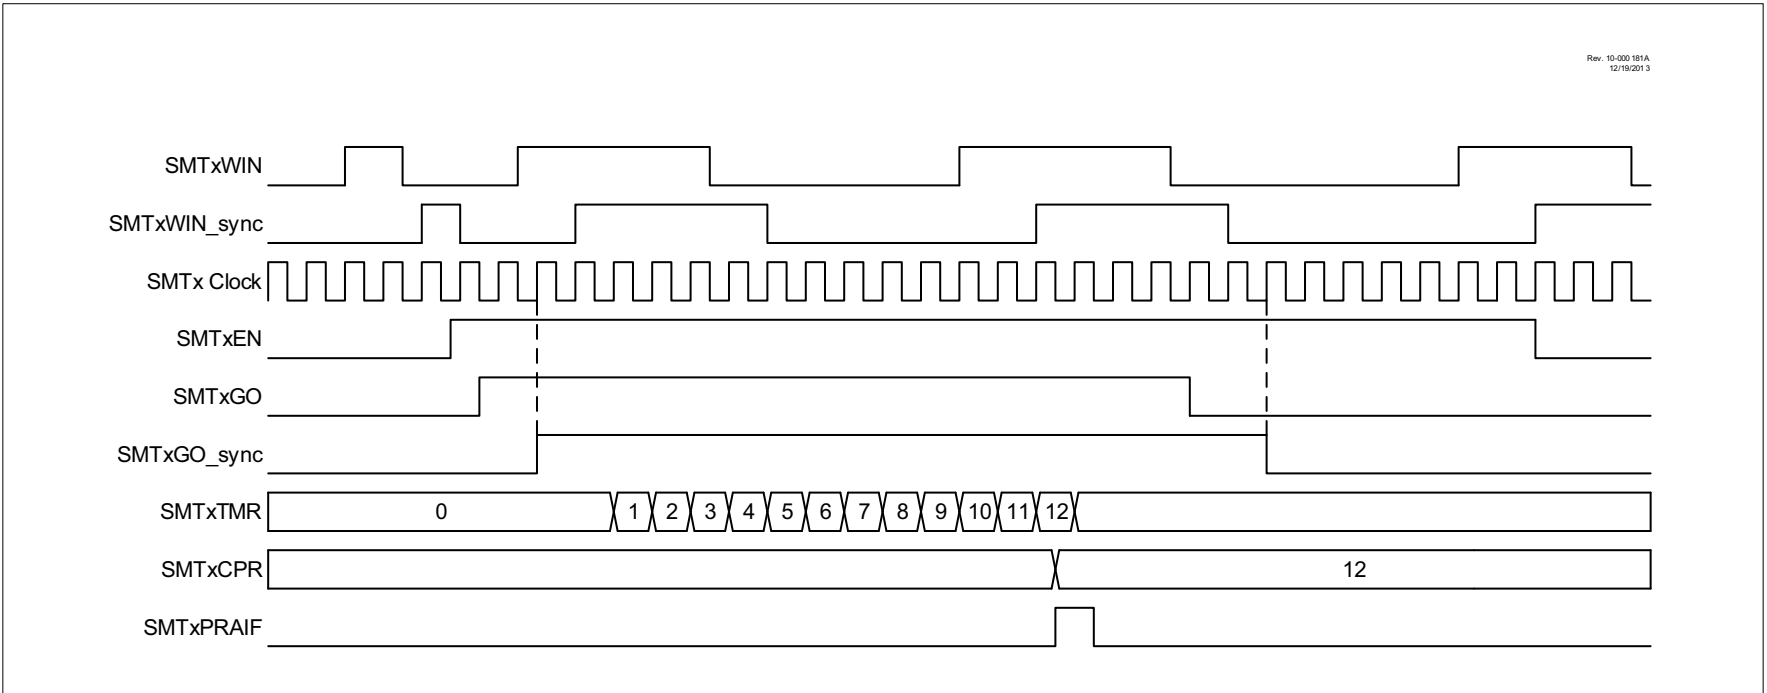 Rev. 10-000 181A
12/19/201 3
SMTxWIN
SMTxWIN_sync
SMTx Clock
SMTxEN
SMTxGO
SMTxGO_sync
SMTxTMR 0 1 2 3 4 5 6 7 8 9 10 11 12
SMTxCPR 12
SMTxPRAIF